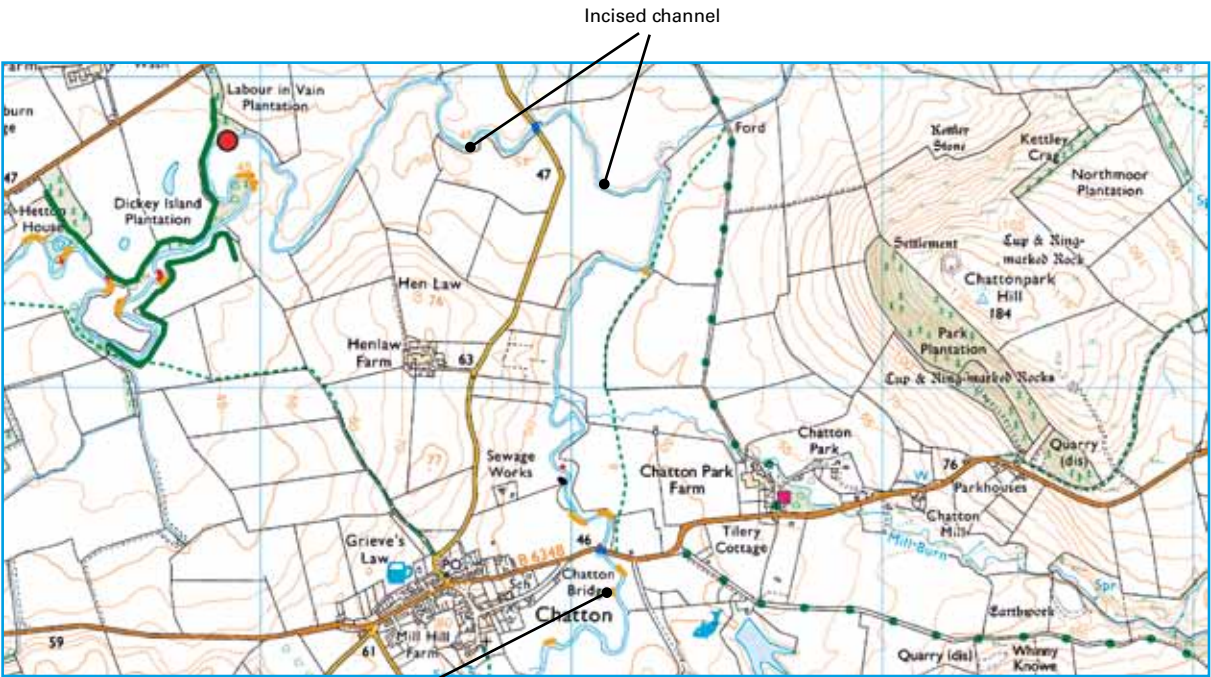 Incised channel
Labour in Vain
Plantation
burn
47
Hetton
House
Dickey Island
Plantation
47
Ford
Kettley
Crag
Northmoor
Plantation
Settlement
Cup & Ring-
marked Rock
Chattonpark
Hill
184
Hen Law
76
Henlaw
Farm
63
Park
Plantation
Cup & Ring-marked Rocks
Quarry
(dis)
Sewage
Works
77
Chatton
Park
Chatton Park
Farm
W
76
Parkhouses
Chatton
Mill
Mill Burn
Tilery
Cottage
Grieve's
Law
PO
B 6348
Sch
46
Chatton
Bridge
Chatton
Spr
Earthwork
Quarry (dis)
Whinny
Knowe
59
61
Mill Hill
Farm